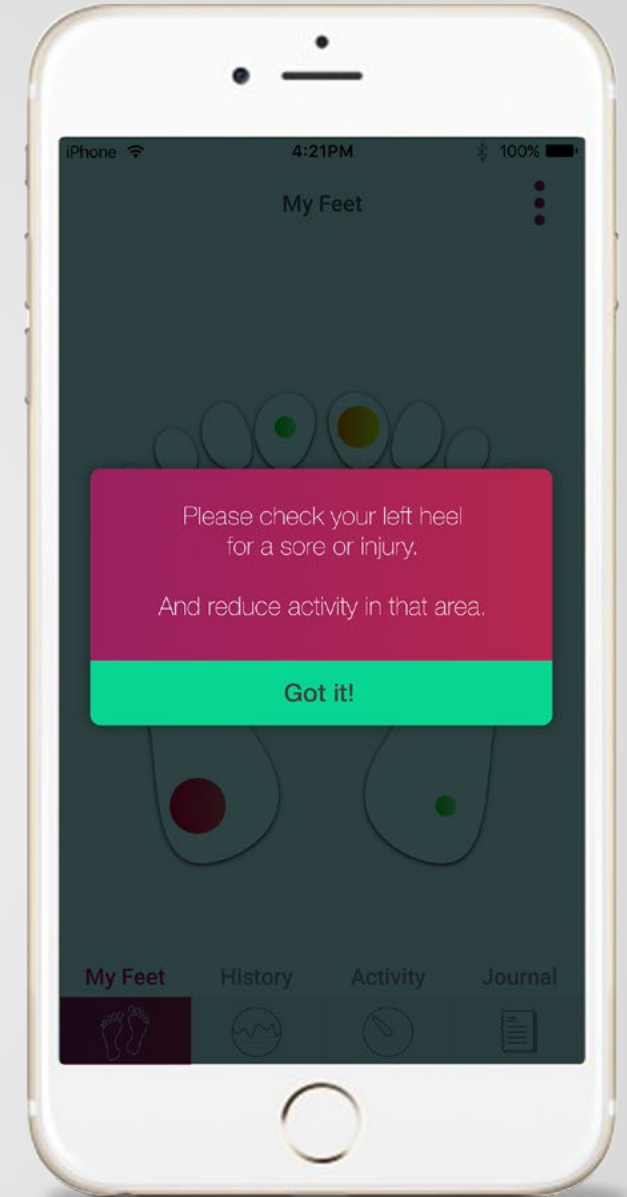 iPhone 4:21PM 100%
My Feet
Please check your left heel
for a sore or injury.
And reduce activity in that area.
Got it!
My Feet History Activity Journal